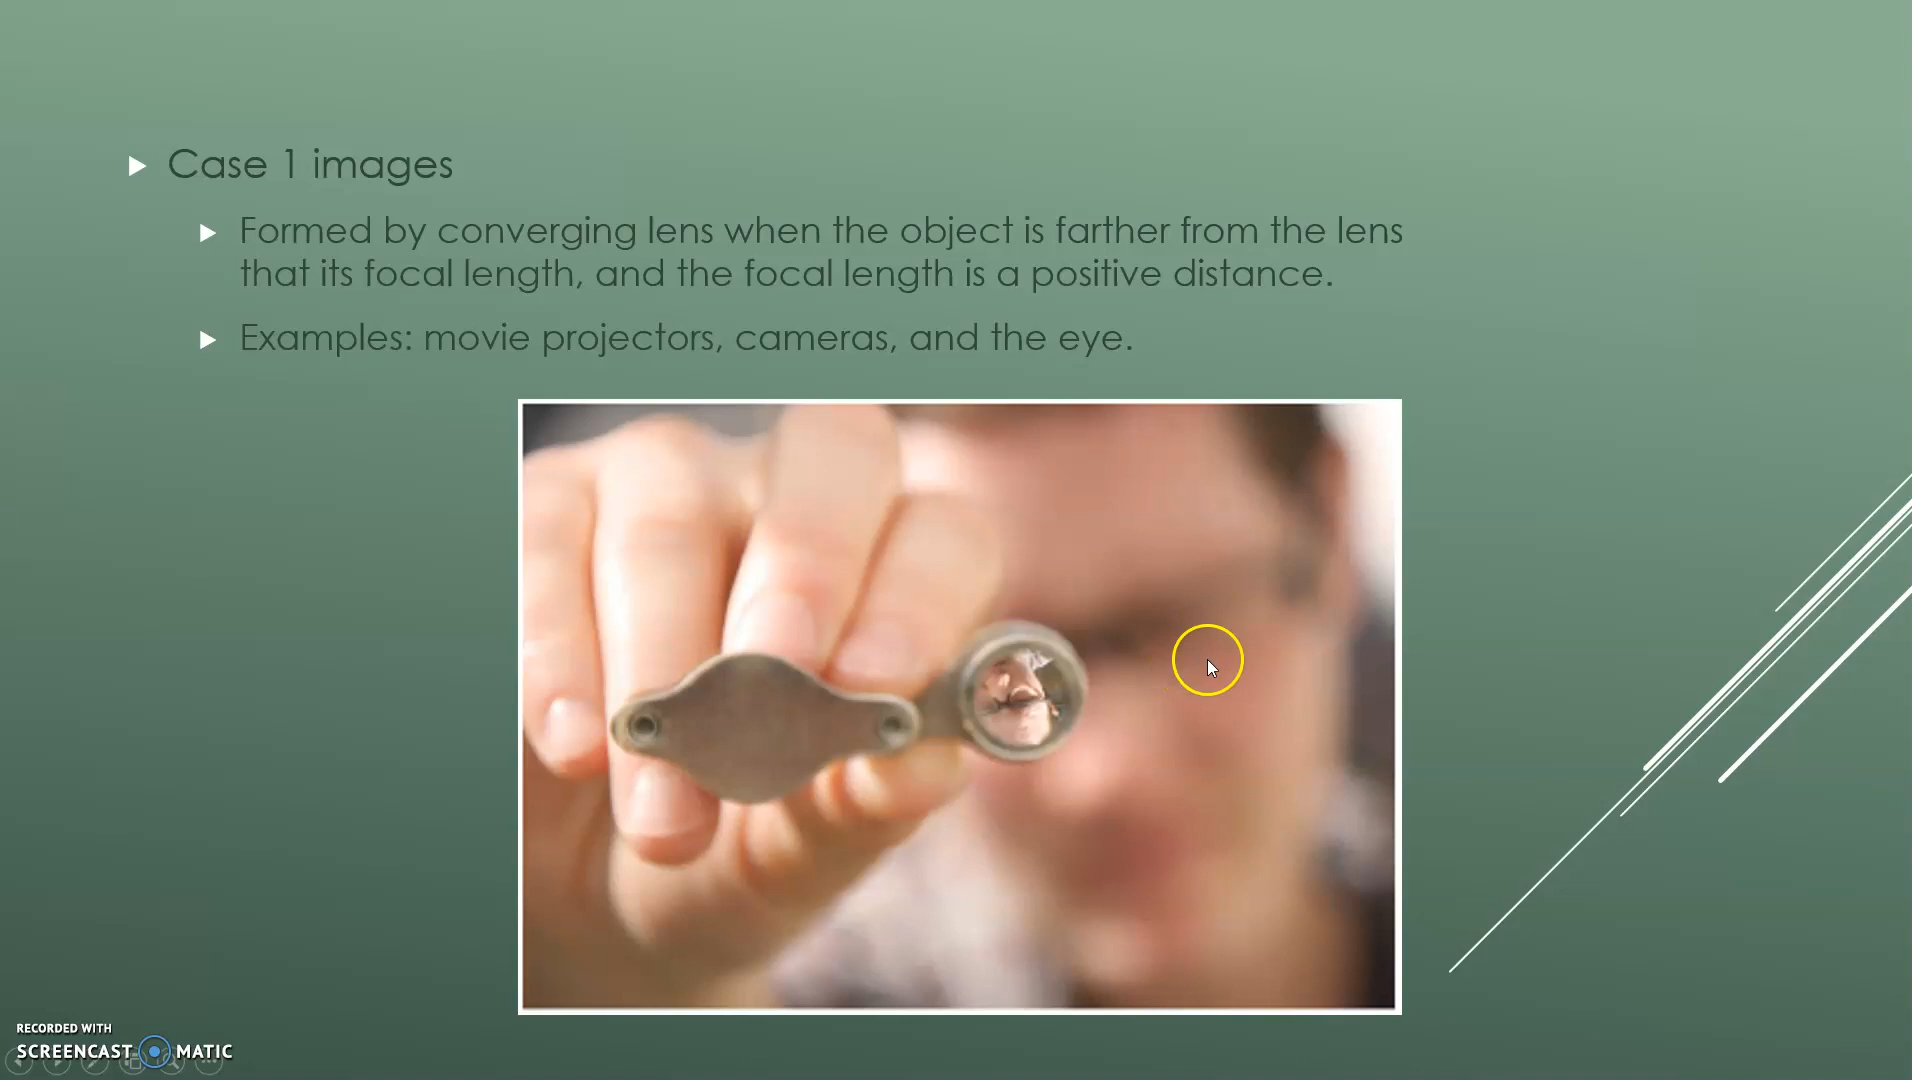 Case 1 images
Formed by converging lens when the object is farther from the lens
that its focal length, and the focal length is a positive distance.
Examples: movie projectors, cameras, and the eye.
RECORDED WITH
SCREENCAST MATIC